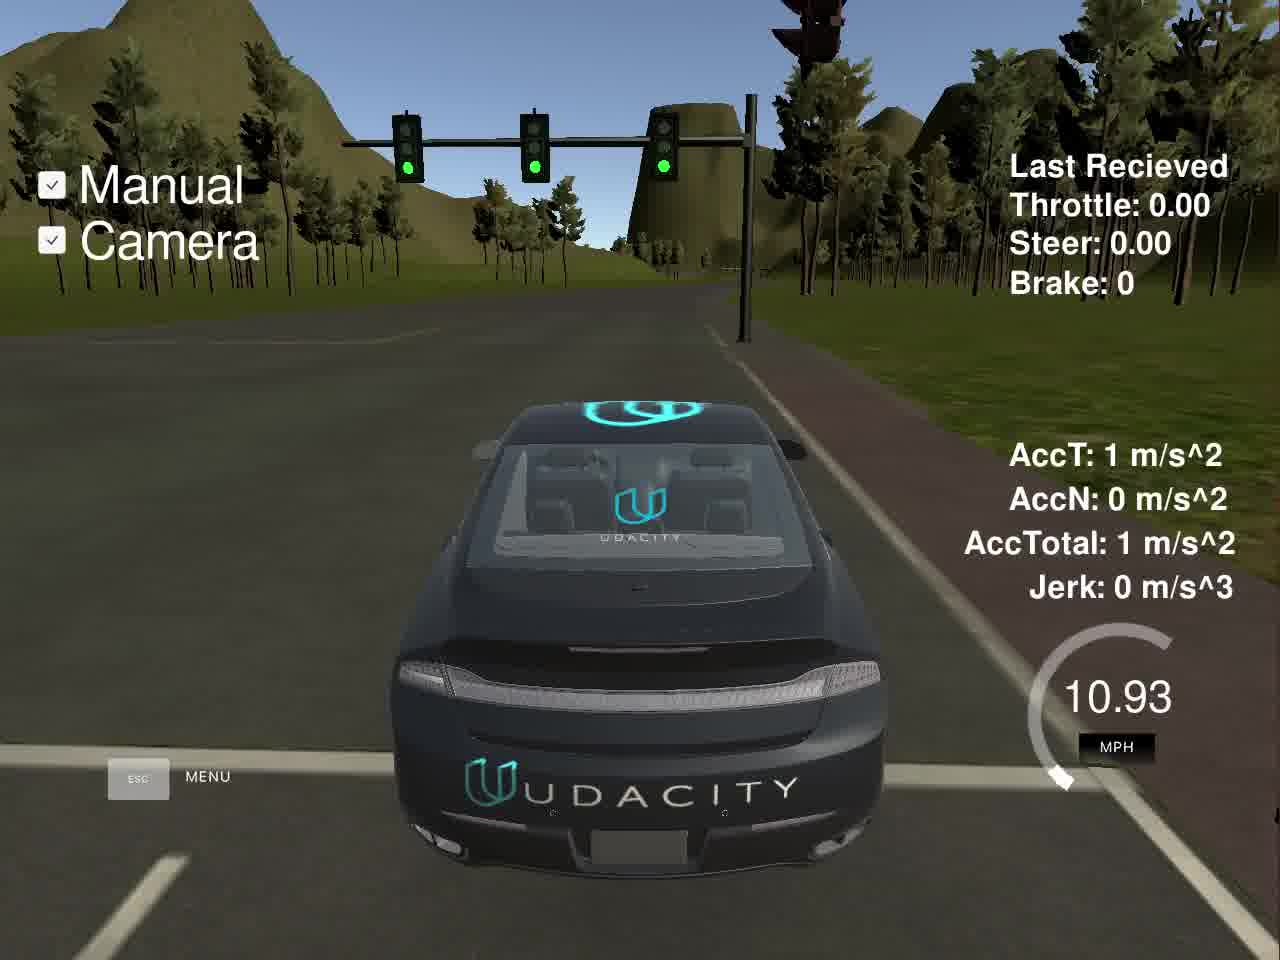 Manual
Camera
Last Recieved
Throttle: 0.00
Steer: 0.00
Brake: 0
AccT: 1 m/s^2
AccN: 0 m/s^2
AccTotal: 1 m/s^2
Jerk: 0 m/s^3
UDACITY
10.93
MPH
ESC
MENU
UDACITY